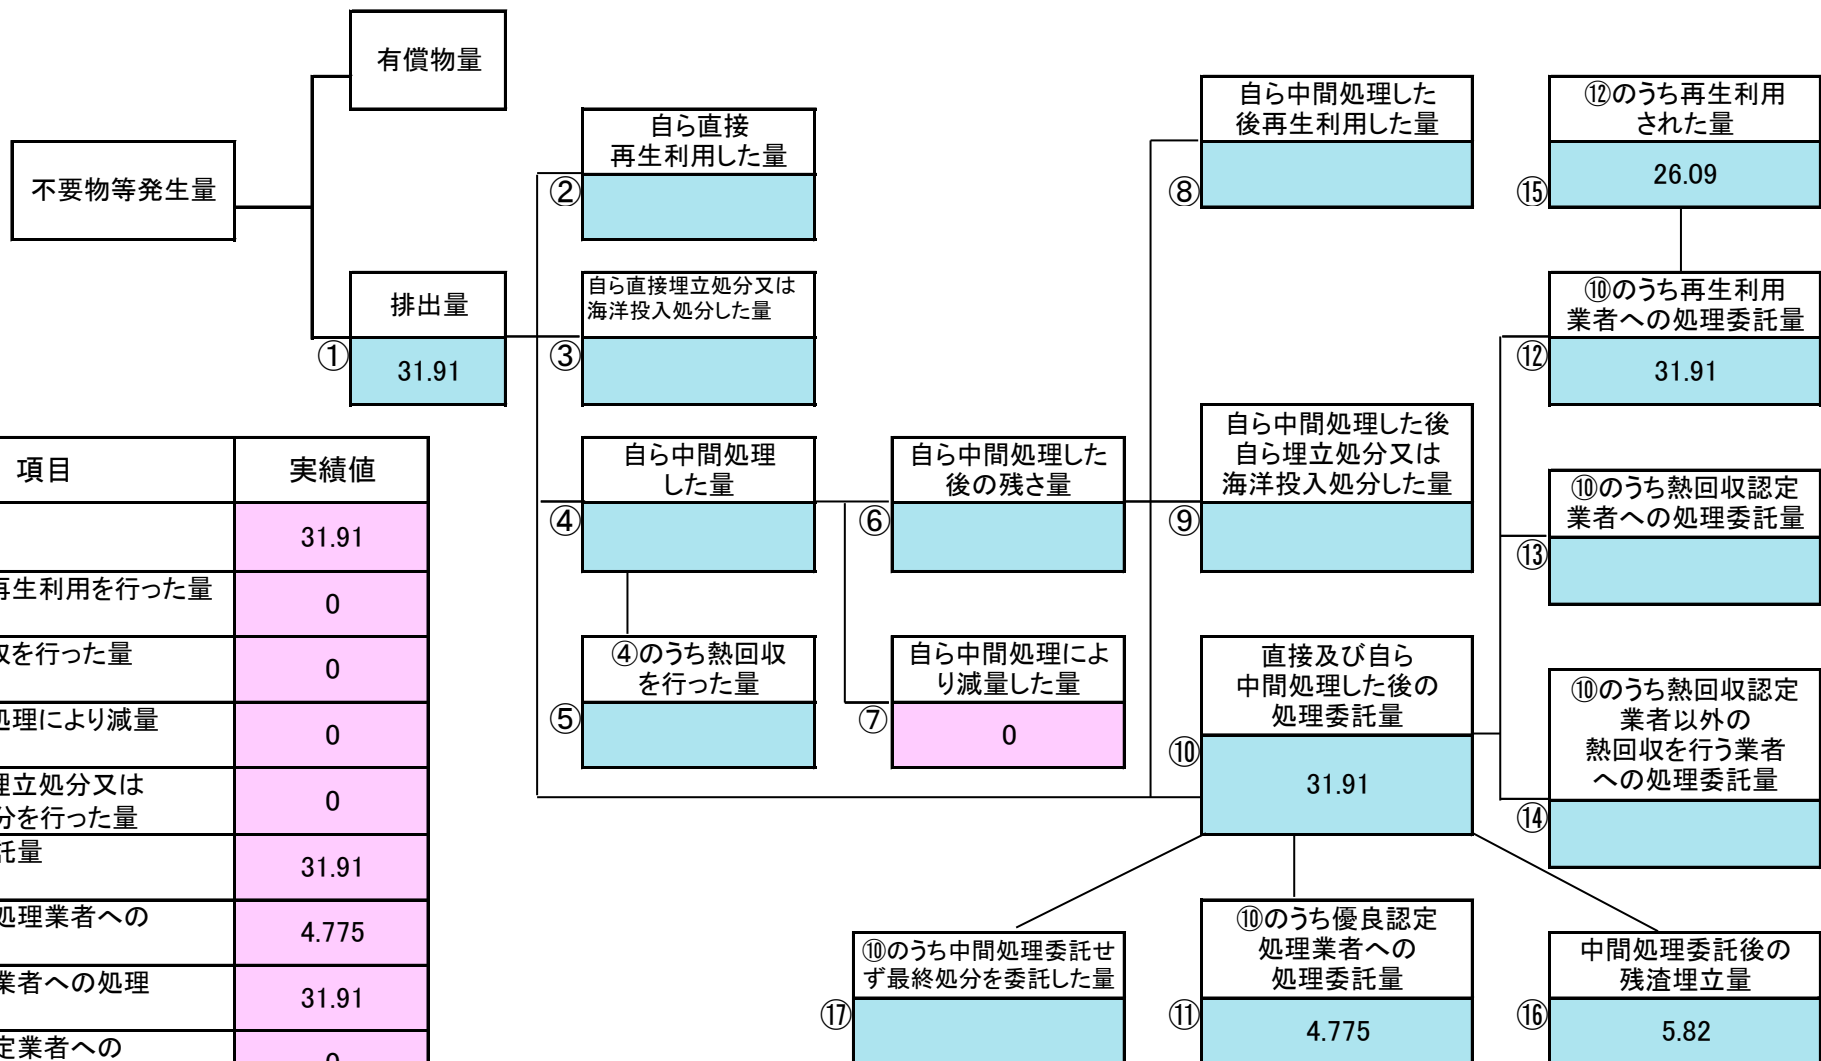 有償物量
不要物等発生量
排出量
①
31.91
自ら直接
再生利用した量
②
自ら直接埋立処分又は
海洋投入処分した量
③
自ら中間処理
した量
④
④のうち熱回収
を行った量
⑤
自ら中間処理した
後の残さ量
⑥
自ら中間処理によ
り減量した量
⑦
0
自ら中間処理した
後再生利用した量
⑧
自ら中間処理した後
自ら埋立処分又は
海洋投入処分した量
⑨
直接及び自ら
中間処理した後の
処理委託量
⑩
31.91
⑫のうち再生利用
された量
⑮
26.09
⑩のうち再生利用
業者への処理委託量
⑫
31.91
⑩のうち熱回収認定
業者への処理委託量
⑬
⑩のうち熱回収認定
業者以外の
熱回収を行う業者
への処理委託量
⑭
⑩のうち中間処理委託せ
ず最終処分を委託した量
⑰
⑩のうち優良認定
処理業者への
処理委託量
⑪
4.775
中間処理委託後の
残渣埋立量
⑯
5.82
項目
実績値
31.91
再生利用を行った量
0
を行った量
0
処理により減量
0
埋立処分又は
分を行った量
0
託量
31.91
処理業者への
4.775
業者への処理
31.91
定業者への
0